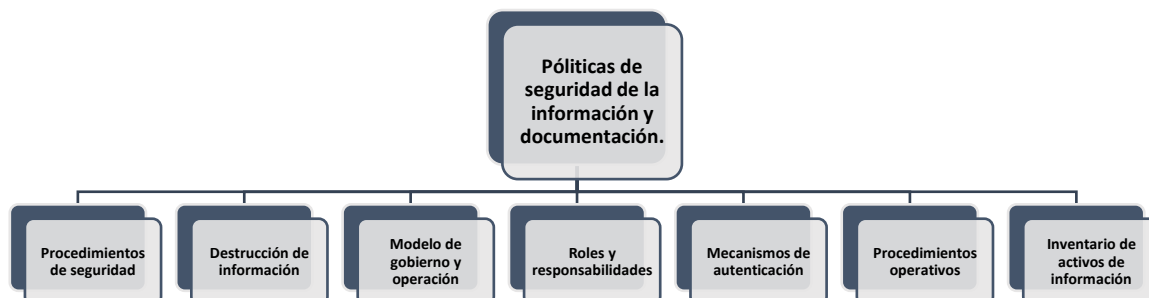 Póliticas de
seguridad de la
información y
documentación.
Procedimientos
de seguridad
Destrucción de
información
Modelo de
gobierno y
operación
Roles y
responsabilidades
Mecanismos de
autenticación
Procedimientos
operativos
Inventario de
activos de
información